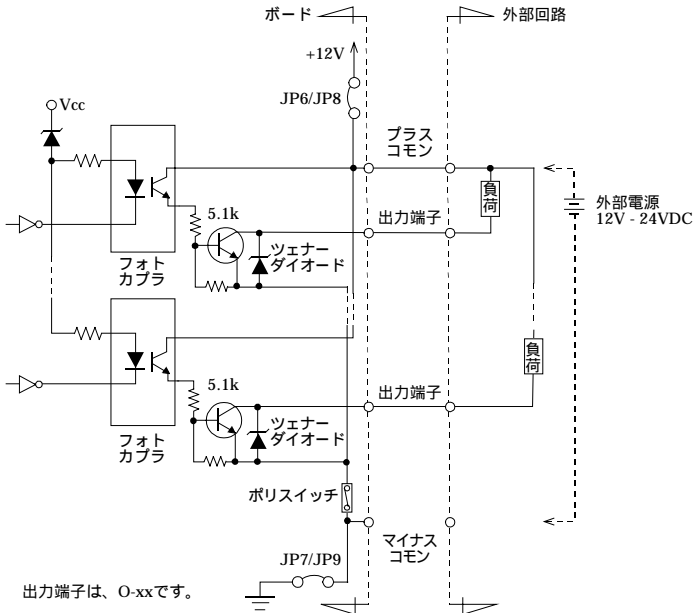 ボード
外部回路
+12V
JP6/JP8
Vcc
プラス
コモン
負荷
外部電源
12V - 24VDC
5.1k
出力端子
ツェナー
ダイオード
フォト
カプラ
負荷
5.1k
出力端子
ツェナー
ダイオード
フォト
カプラ
ポリスイッチ
マイナス
コモン
JP7/JP9
出力端子は、O-xxです。